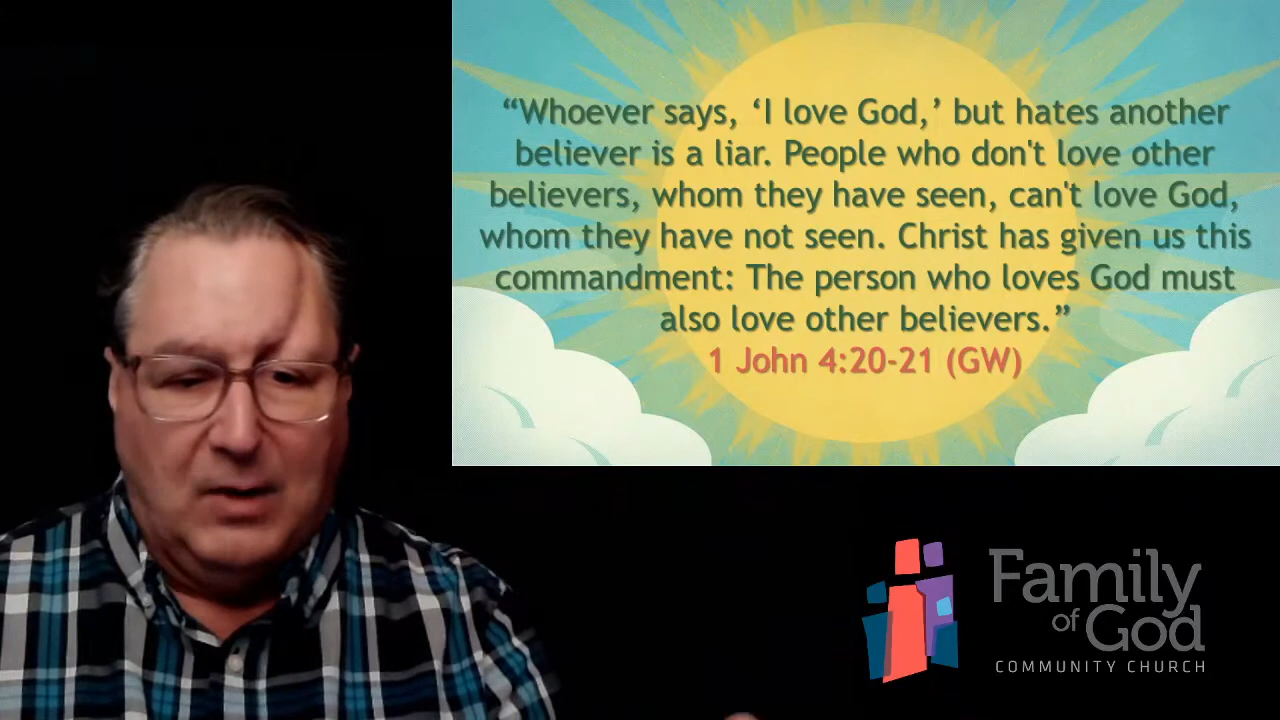 “Whoever says, ‘I love God,’ but hates another
believer is a liar. People who don't love other
believers, whom they have seen, can't love God,
whom they have not seen. Christ has given us this
commandment: The person who loves God must
also love other believers.”
1 John 4:20-21 (GW)
Family
of God
COMMUNITY CHURCH